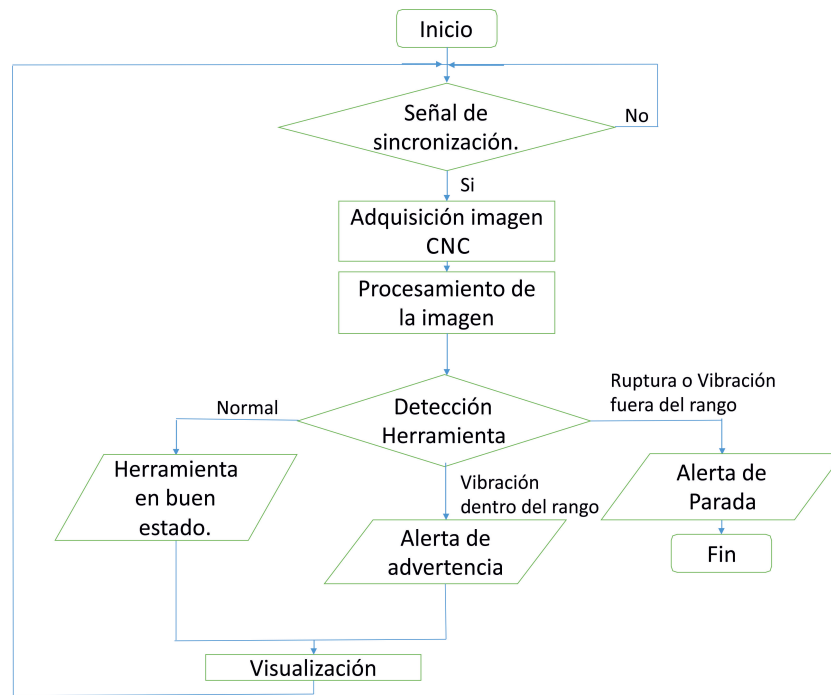 Inicio
Señal de
sincronización.
No
Si
Adquisición imagen
CNC
Procesamiento de
la imagen
Normal
Detección
Herramienta
Ruptura o Vibración
fuera del rango
Herramienta
en buen
estado.
Vibración
dentro del rango
Alerta de
advertencia
Alerta de
Parada
Fin
Visualización